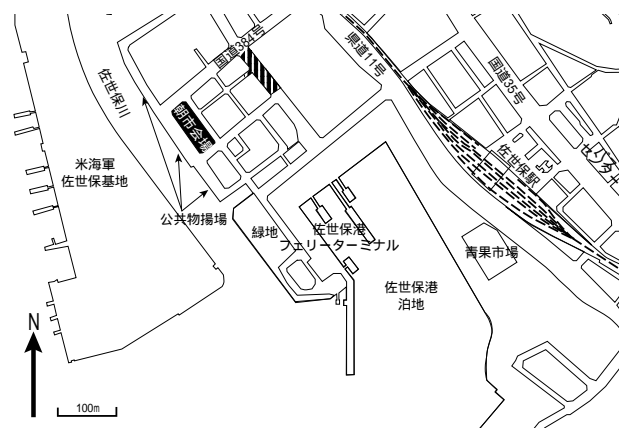 国道384号
県道11号
国道35号
佐世保川
朝市会場
米海軍
佐世保基地
公共物揚場
緑地
佐世保港
フェリーターミナル
佐世保駅
青果市場
佐世保港
泊地
N
100m